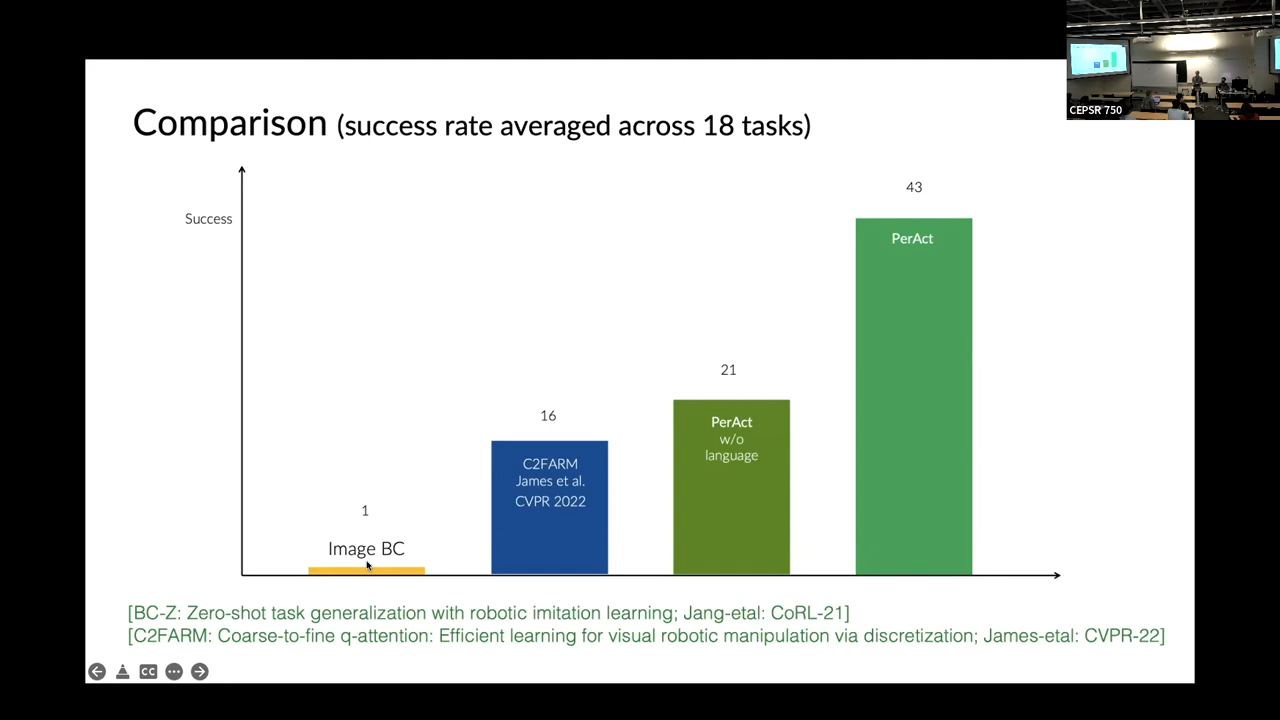 CEPSR 750
Comparison (success rate averaged across 18 tasks)
Success
43
PerAct
21
PerAct
w/o
language
16
C2FARM
James et al.
CVPR 2022
1
Image BC
[BC-Z: Zero-shot task generalization with robotic imitation learning; Jang-etal: CoRL-21]
[C2FARM: Coarse-to-fine q-attention: Efficient learning for visual robotic manipulation via discretization; James-etal: CVPR-22]
CC